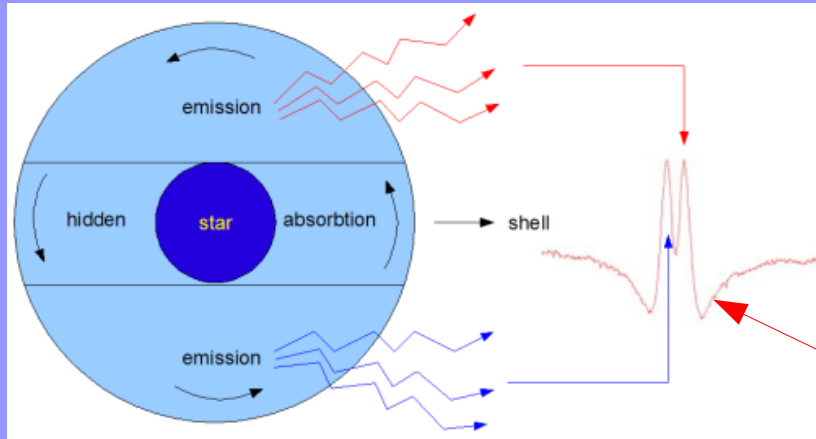 emission
hidden
star
absorbtion
shell
emission